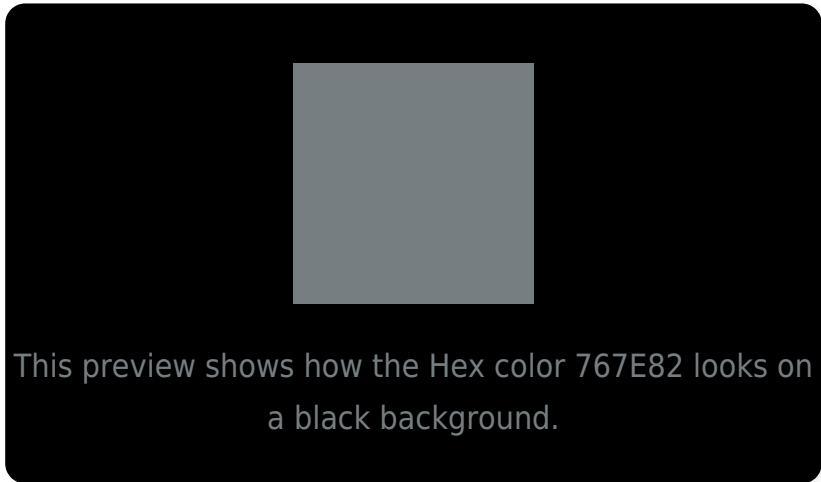 This preview shows how the Hex color 767E82 looks on
a black background.